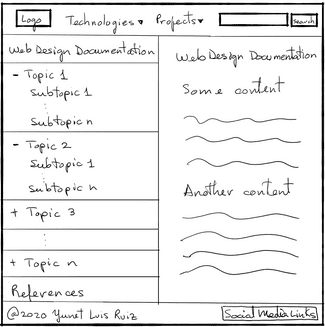 Logo Technologies Projects Search
Web Design Documentation
- Topic 1
Subtopic 1
Subtopic n
- Topic 2
Subtopic 1
Subtopic n
+ Topic 3
+ Topic n
References
Web Design Documentation
Some content
Another content
@2020 Yunet Luis Ruiz
Social Media Links